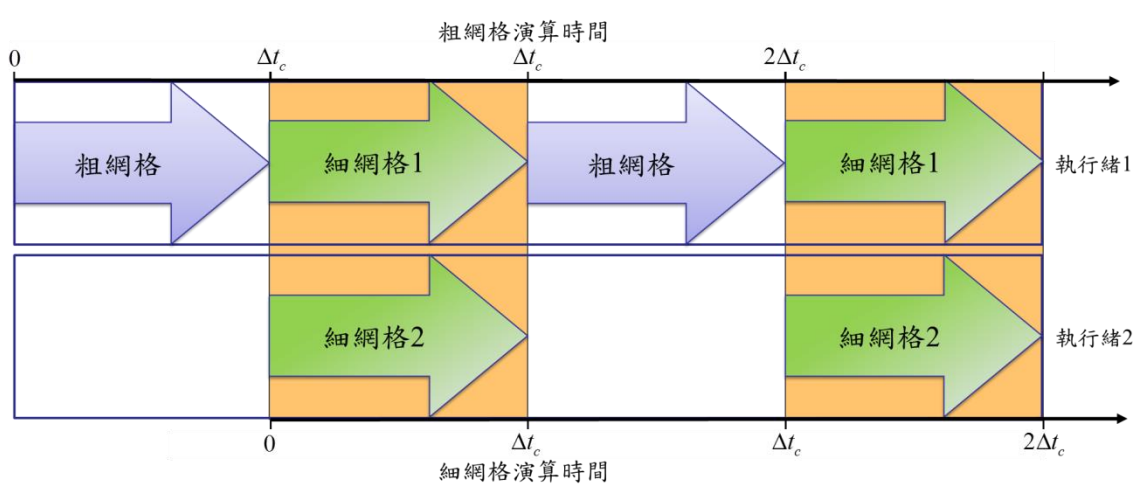 粗網格演算時間
0 Δt_c Δt_c 2Δt_c
粗網格 細網格1 粗網格 細網格1 執行緒1
細網格2 細網格2 執行緒2
0 Δt_c Δt_c 2Δt_c
細網格演算時間